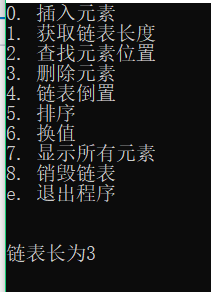 0. 插入元素
1. 获取链表长度
2. 查找元素位置
3. 删除元素
4. 链表倒置
5. 排序
6. 换值
7. 显示所有元素
8. 销毁链表
e. 退出程序
链表长为3